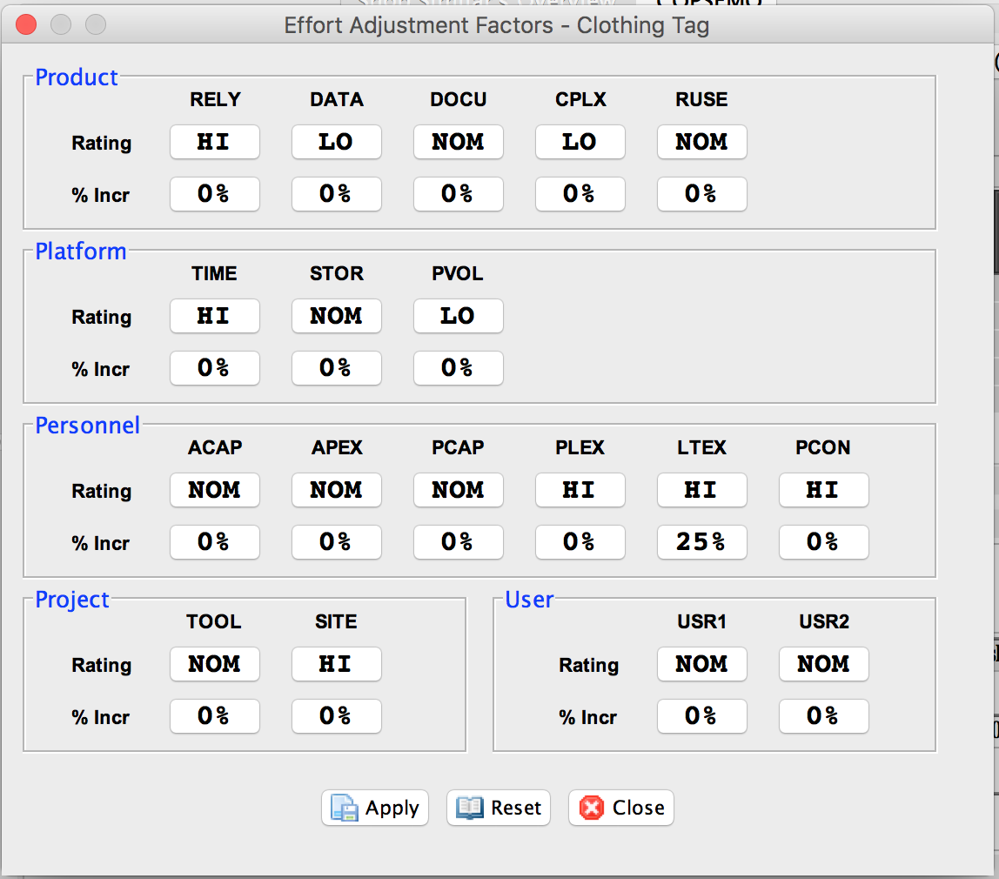 COPSEMO
Effort Adjustment Factors - Clothing Tag
Product
RELY DATA DOCU CPLX RUSE
Rating HI LO NOM LO NOM
% Incr 0% 0% 0% 0% 0%
Platform
TIME STOR PVOL
Rating HI NOM LO
% Incr 0% 0% 0%
Personnel
ACAP APEX PCAP PLEX LTEX PCON
Rating NOM NOM NOM HI HI HI
% Incr 0% 0% 0% 0% 25% 0%
Project
TOOL SITE
Rating NOM HI
% Incr 0% 0%
User
USR1 USR2
Rating NOM NOM
% Incr 0% 0%
Apply Reset Close